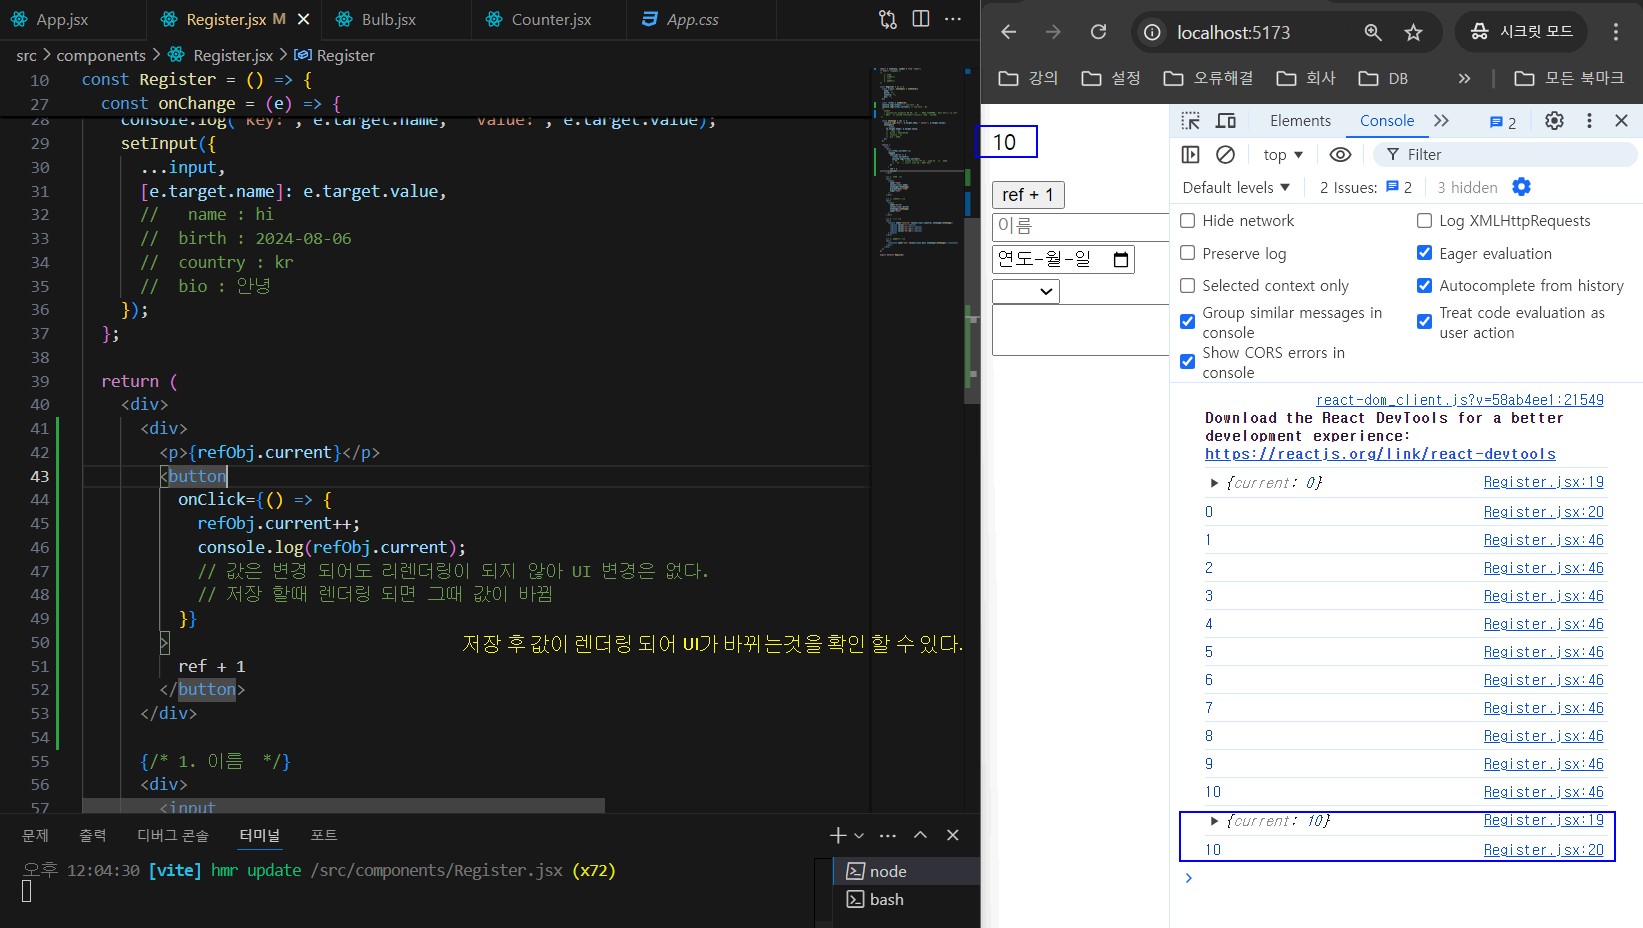 App.jsx
Register.jsx M
Bulb.jsx
Counter.jsx
App.css
src > components > Register.jsx > Register
10 const Register = () => {
27 const onChange = (e) => {
28 console.log( key: , e.target.name, value: , e.target.value);
29 setInput({
30 ...input,
31 [e.target.name]: e.target.value,
32 //   name : hi
33 //  birth : 2024-08-06
34 //  country : kr
35 //  bio : 안녕
36 });
37 };
38
39 return (
40 <div>
41 <div>
42 <p>{refObj.current}</p>
43 <button
44 onClick={() => {
45 refObj.current++;
46 console.log(refObj.current);
47 // 값은 변경 되어도 리렌더링이 되지 않아 UI 변경은 없다.
48 // 저장 할때 렌더링 되면 그때 값이 바뀜
49 }}
50 >
저장 후 값이 렌더링 되어 UI가 바뀌는것을 확인 할 수 있다.
51 ref + 1
52 </button>
53 </div>
54
55 {/* 1. 이름  */}
56 <div>
57 <input
문제 출력 디버그 콘솔 터미널 포트
오후 12:04:30 [vite] hmr update /src/components/Register.jsx (x72)
node
bash
localhost:5173
시크릿 모드
강의 설정 오류해결 회사 DB » 모든 북마크
10
ref + 1
이름
연도-월-일
Elements Console » 2
top ▼ Filter
Default levels ▼ 2 Issues: 2 3 hidden
Hide network
Log XMLHttpRequests
Preserve log
Eager evaluation
Selected context only
Autocomplete from history
Group similar messages in console
Treat code evaluation as user action
Show CORS errors in console
react-dom_client.js?v=58ab4ee1:21549
Download the React DevTools for a better
development experience:
https://reactjs.org/link/react-devtools
▶ {current: 0} Register.jsx:19
0 Register.jsx:20
1 Register.jsx:46
2 Register.jsx:46
3 Register.jsx:46
4 Register.jsx:46
5 Register.jsx:46
6 Register.jsx:46
7 Register.jsx:46
8 Register.jsx:46
9 Register.jsx:46
10 Register.jsx:46
▶ {current: 10} Register.jsx:19
10 Register.jsx:20